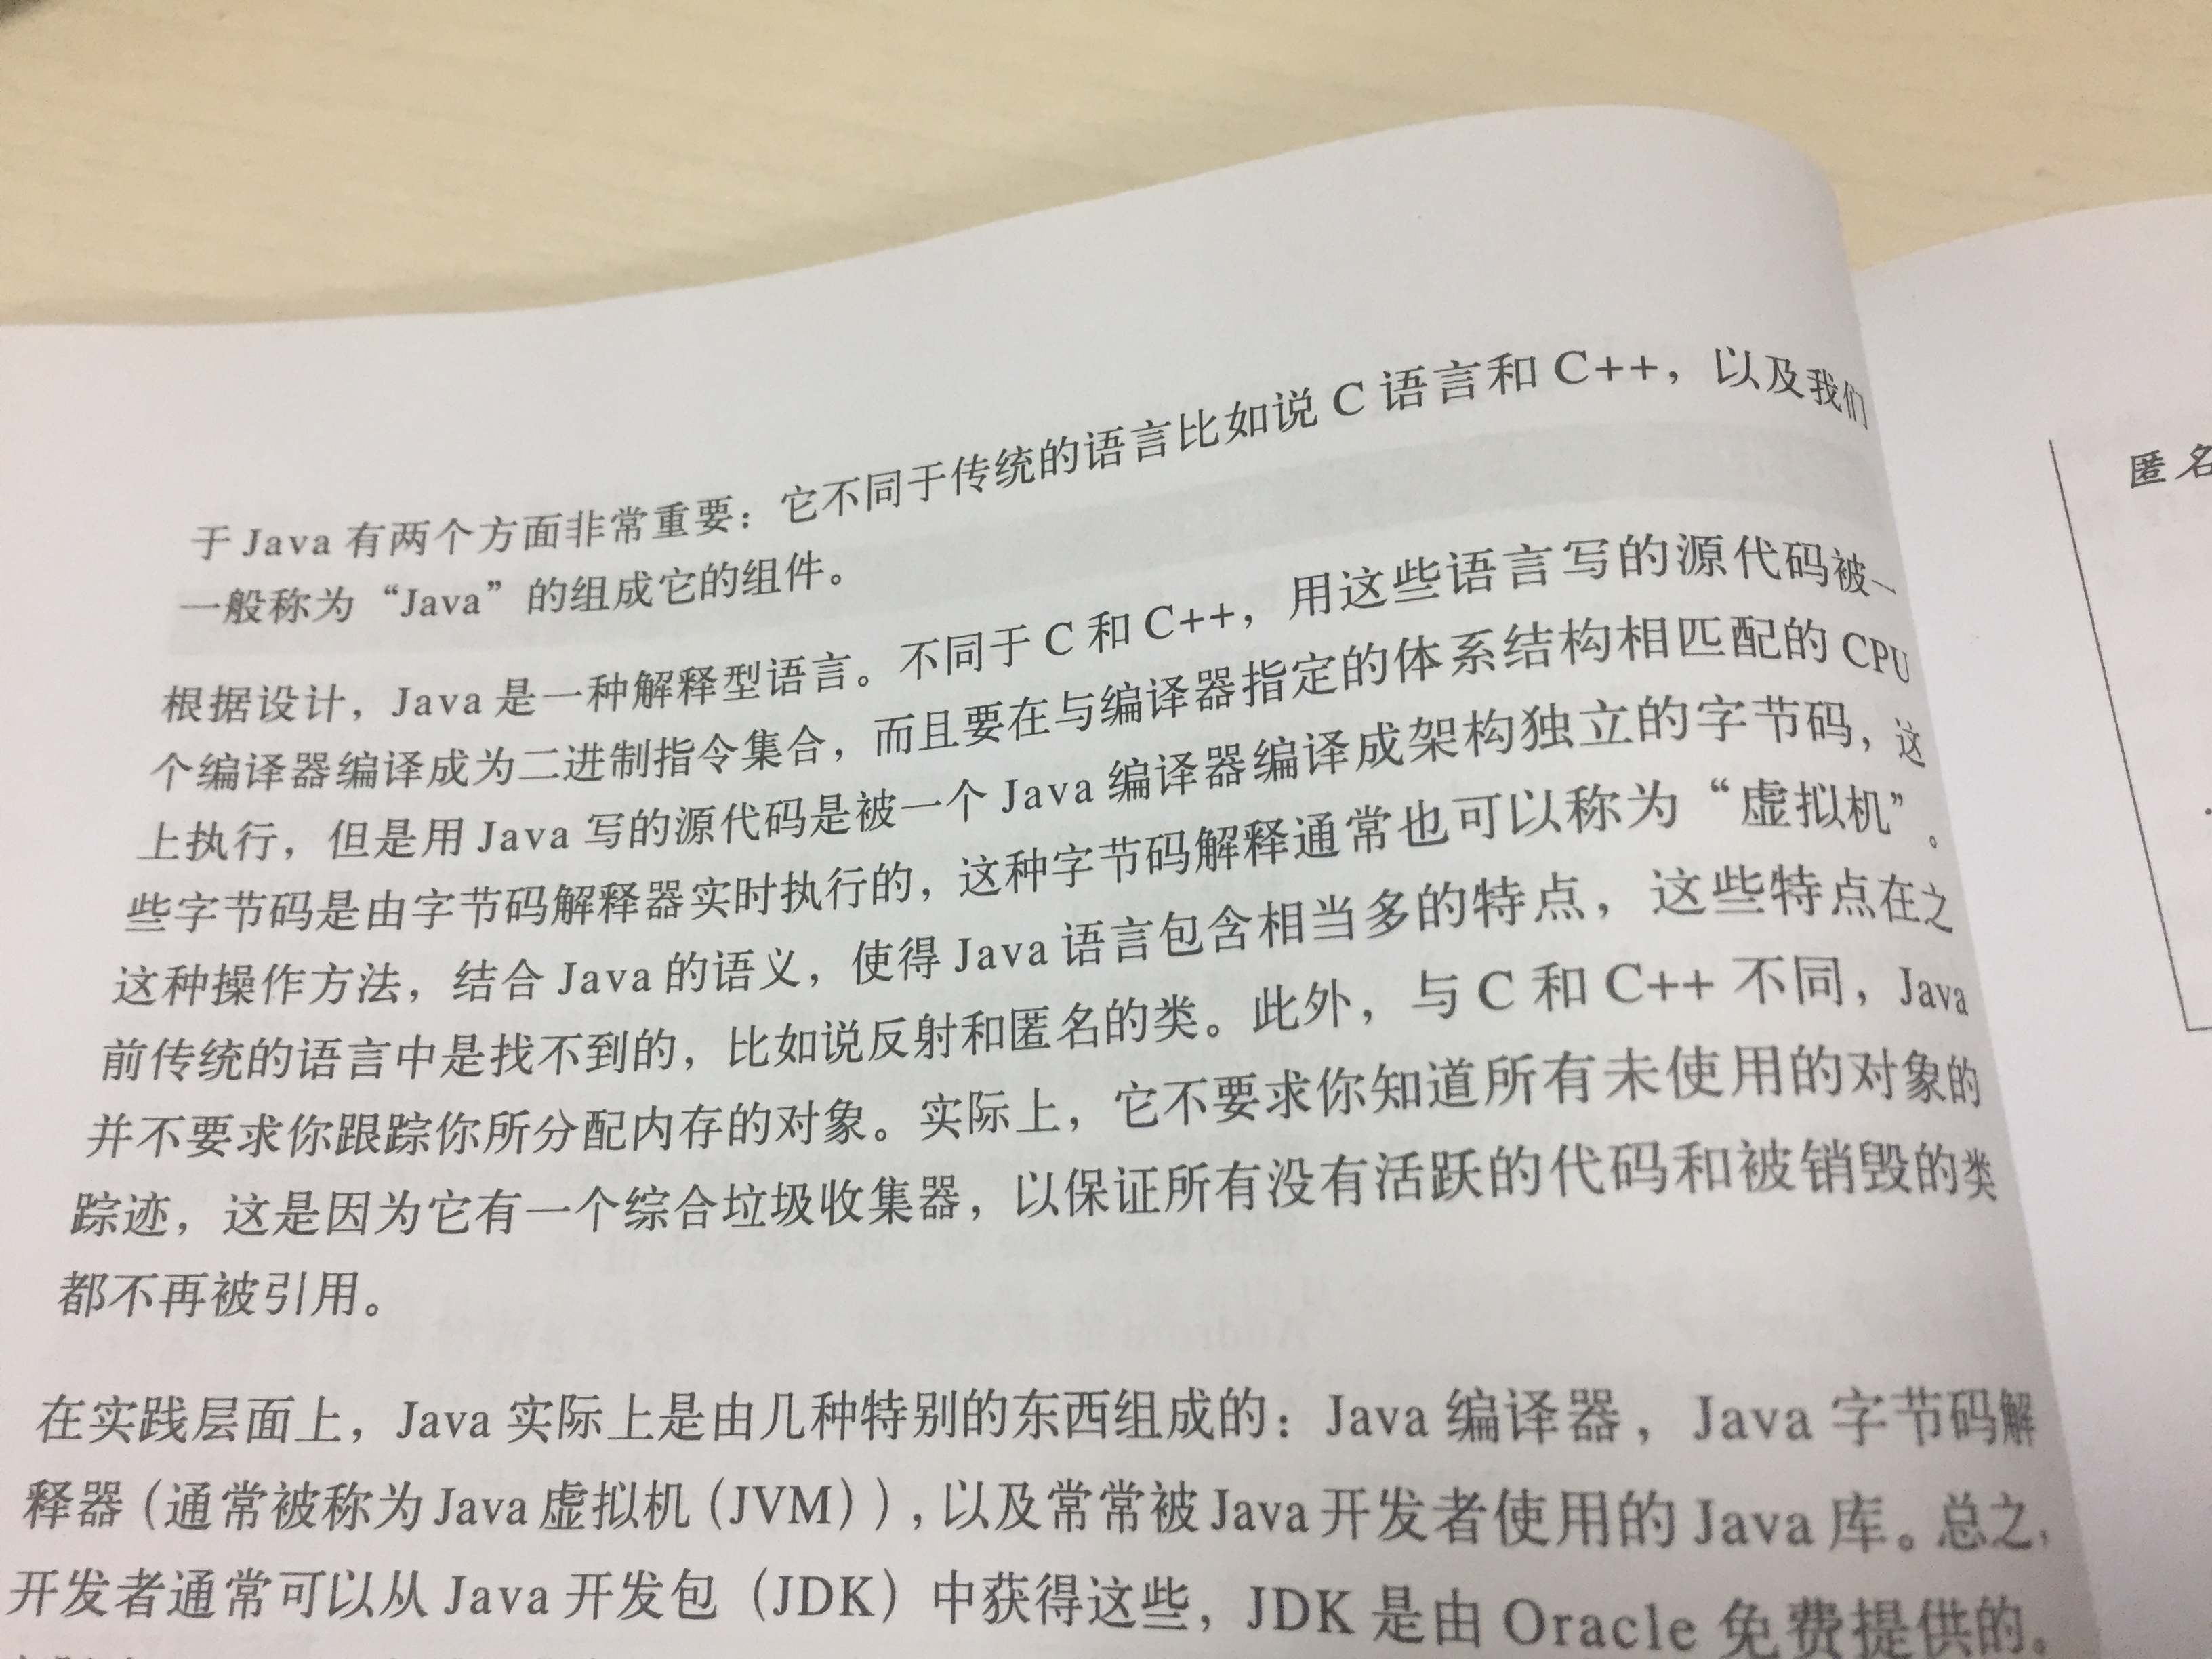 于 Java 有两个方面非常重要：它不同于传统的语言比如说 C 语言和 C++，以及我们
一般称为“Java”的组成它的组件。
根据设计，Java 是一种解释型语言。不同于 C 和 C++，用这些语言写的源代码被一
个编译器编译成为二进制指令集合，而且要在与编译器指定的体系结构相匹配的 CPU
上执行，但是用 Java 写的源代码是被一个 Java 编译器编译成架构独立的字节码，这
些字节码是由字节码解释器实时执行的，这种字节码解释通常也可以称为“虚拟机”。
这种操作方法，结合 Java 的语义，使得 Java 语言包含相当多的特点，这些特点在之
前传统的语言中是找不到的，比如说反射和匿名的类。此外，与 C 和 C++ 不同，Java
并不要求你跟踪你所分配内存的对象。实际上，它不要求你知道所有未使用的对象的
踪迹，这是因为它有一个综合垃圾收集器，以保证所有没有活跃的代码和被销毁的类
都不再被引用。
在实践层面上，Java 实际上是由几种特别的东西组成的：Java 编译器，Java 字节码解
释器（通常被称为 Java 虚拟机（JVM）），以及常常被 Java 开发者使用的 Java 库。总之，
开发者通常可以从 Java 开发包（JDK）中获得这些，JDK 是由 Oracle 免费提供的。
匿名